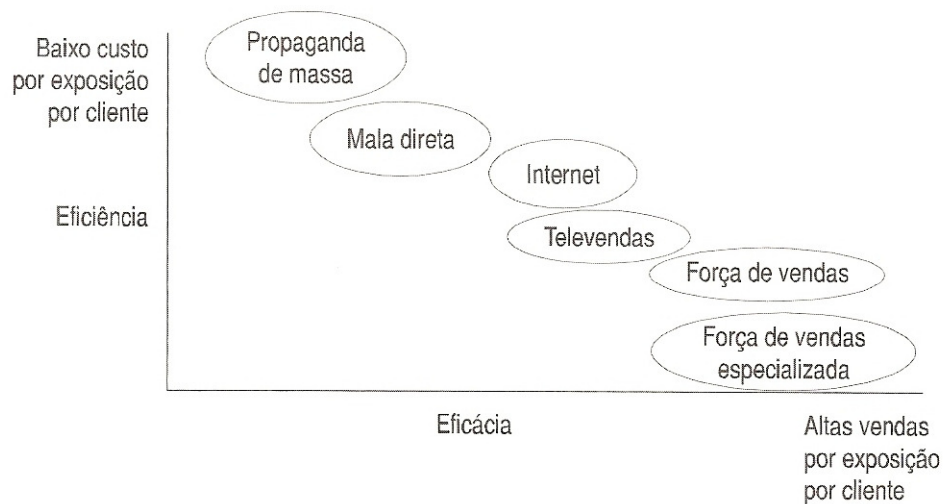 Baixo custo
por exposição
por cliente
Propaganda
de massa
Mala direta
Internet
Eficiência
Televendas
Força de vendas
Força de vendas
especializada
Eficácia
Altas vendas
por exposição
por cliente